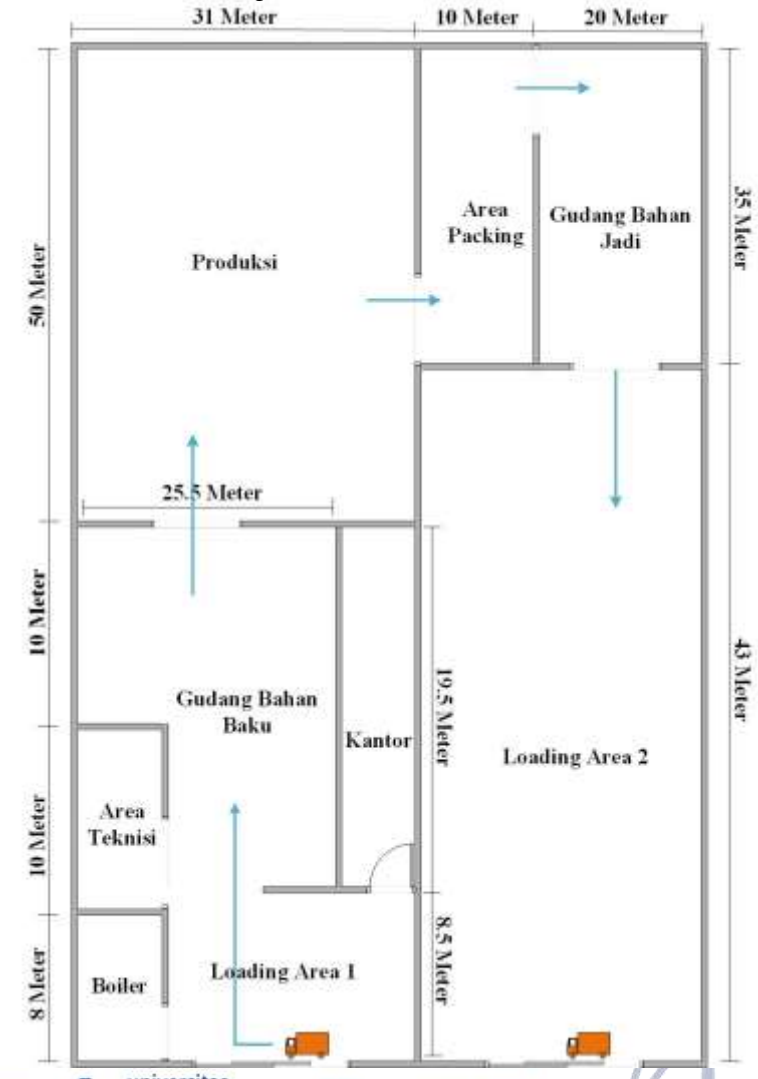 31 Meter
10 Meter
20 Meter
50 Meter
35 Meter
Produksi
Area
Packing
Gudang Bahan
Jadi
25.5 Meter
10 Meter
43 Meter
Gudang Bahan
Baku
Kantor
19.5 Meter
Loading Area 2
10 Meter
Area
Teknisi
8 Meter
Boiler
Loading Area 1
8.5 Meter